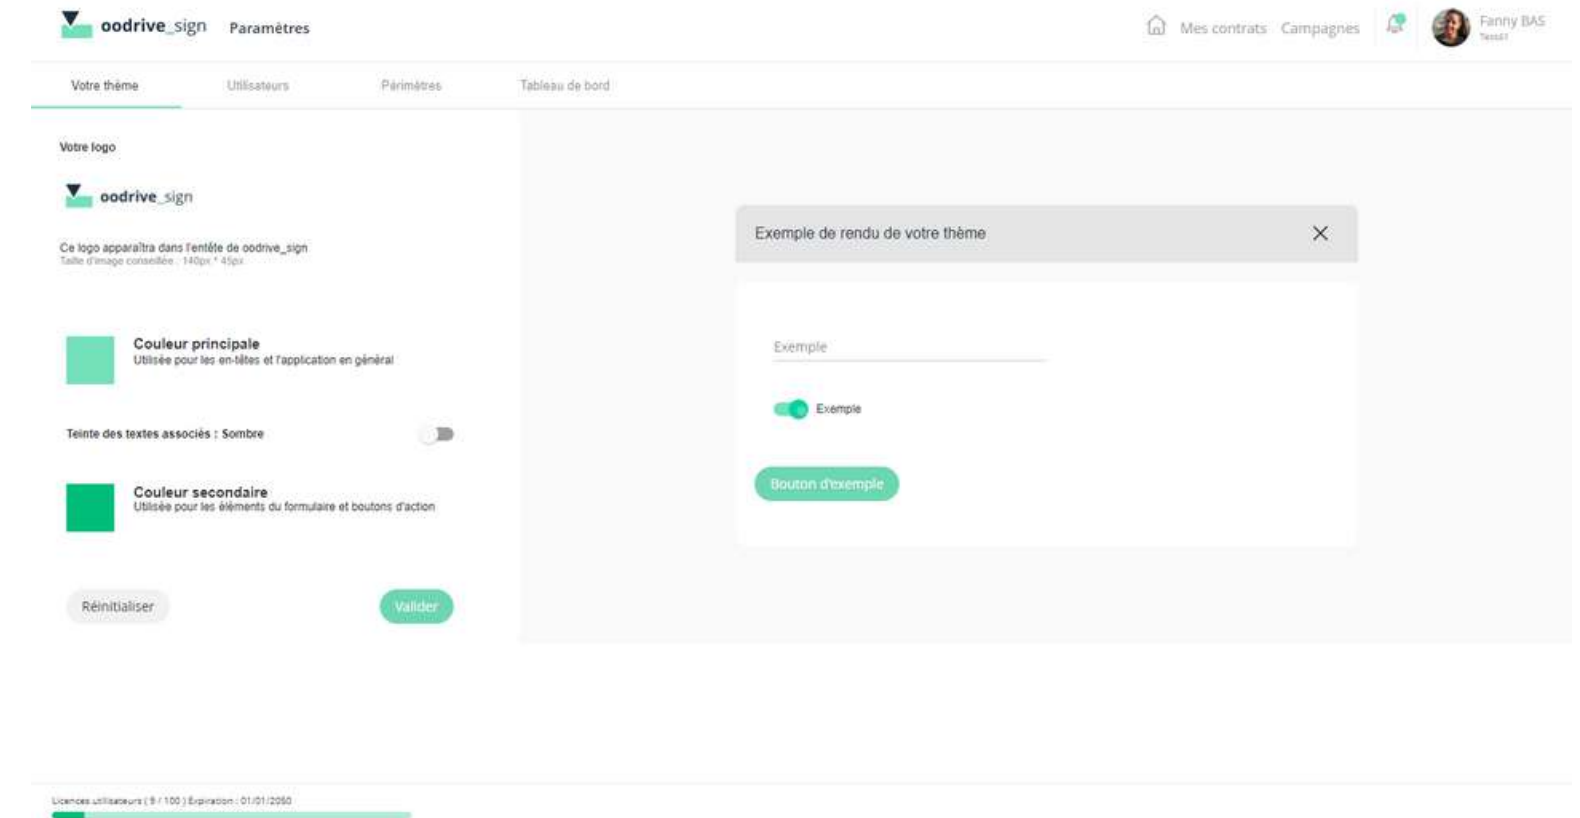 oodrive_sign Paramètres Mes contrats Campagnes Fanny BAS
Votre thème Utilisateurs Périmètres Tableau de bord
Votre logo
oodrive_sign
Ce logo apparaîtra dans l'entête de oodrive_sign
Taille d'image conseillée : 140px * 45px
Exemple de rendu de votre thème
Couleur principale
Utilisée pour les en-têtes et l'application en général
Exemple
Exemple
Teinte des textes associés : Sombre
Couleur secondaire
Utilisée pour les éléments du formulaire et boutons d'action
Bouton d'exemple
Réinitialiser Valider
Licences utilisateurs ( 9 / 100 ) Expiration : 01/01/2050